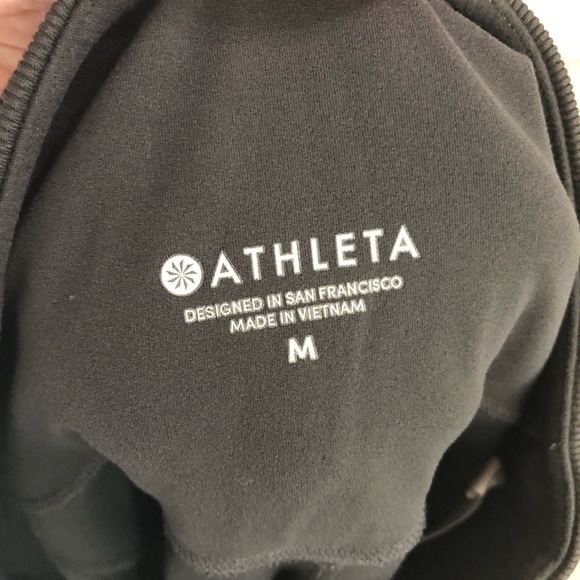 ATHLETA
DESIGNED IN SAN FRANCISCO
MADE IN VIETNAM
M